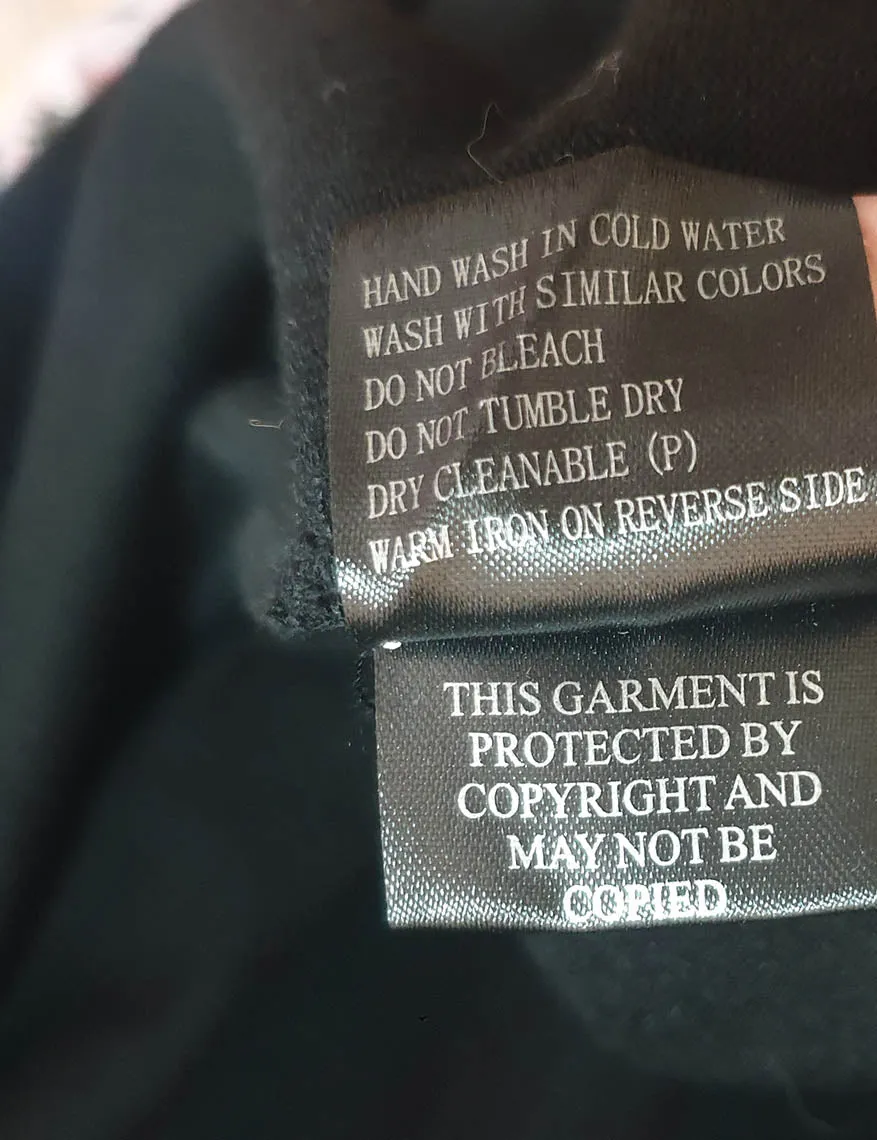 HAND WASH IN COLD WATER
WASH WITH SIMILAR COLORS
DO NOT BLEACH
DO NOT TUMBLE DRY
DRY CLEANABLE (P)
WARM IRON ON REVERSE SIDE
THIS GARMENT IS
PROTECTED BY
COPYRIGHT AND
MAY NOT BE
COPIED